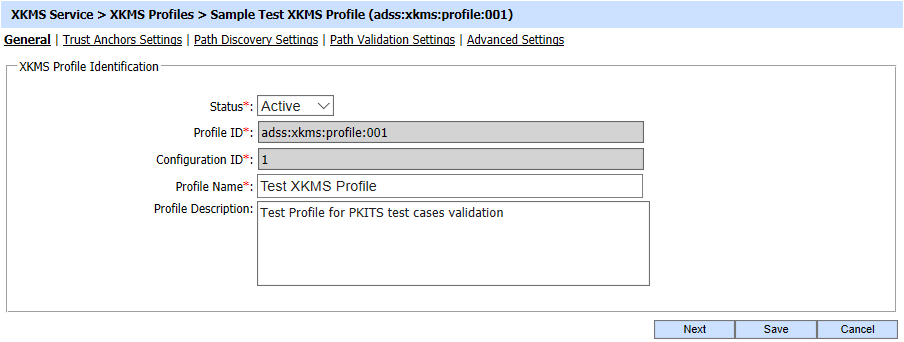 XKMS Service > XKMS Profiles > Sample Test XKMS Profile (adss:xkms:profile:001)
General | Trust Anchors Settings | Path Discovery Settings | Path Validation Settings | Advanced Settings
XKMS Profile Identification
Status*: Active
Profile ID*: adss:xkms:profile:001
Configuration ID*: 1
Profile Name*: Test XKMS Profile
Profile Description: Test Profile for PKITS test cases validation
Next Save Cancel